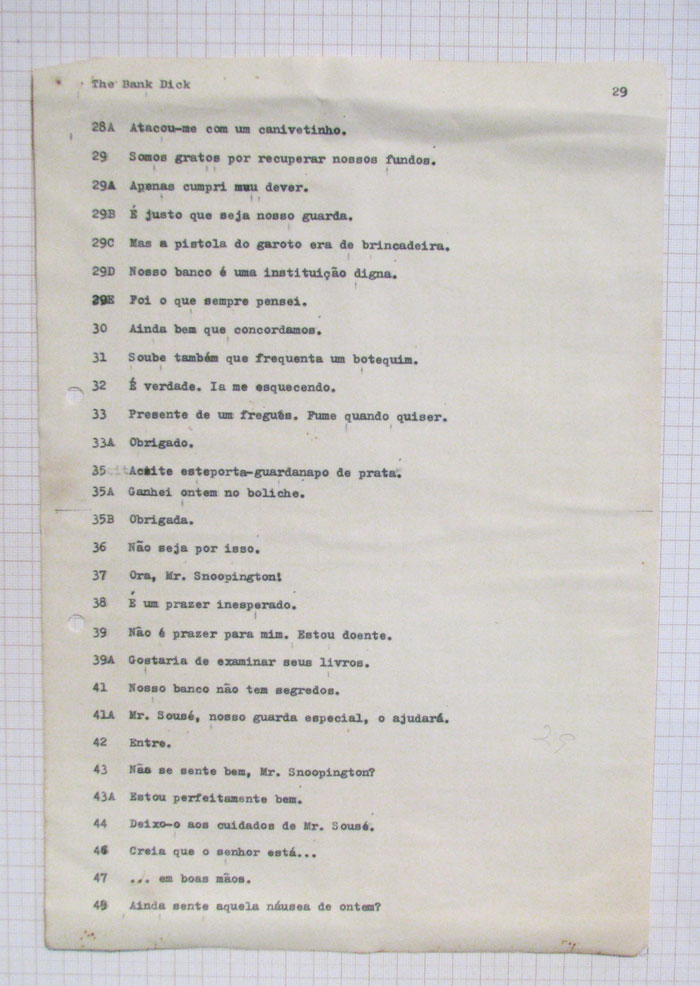 The Bank Dick 29
28A Atacou-me com um canivetinho.
29 Somos gratos por recuperar nossos fundos.
29A Apenas cumpri muu dever.
29B É justo que seja nosso guarda.
29C Mas a pistola do garoto era de brincadeira.
29D Nosso banco é uma instituição digna.
29E Foi o que sempre pensei.
30 Ainda bem que concordamos.
31 Soube também que frequenta um botequim.
32 É verdade. Ia me esquecendo.
33 Presente de um freguês. Fume quando quiser.
33A Obrigado.
35 Aceite esteporta-guardanapo de prata.
35A Ganhei ontem no boliche.
35B Obrigada.
36 Não seja por isso.
37 Ora, Mr. Snoopington!
38 É um prazer inesperado.
39 Não é prazer para mim. Estou doente.
39A Gostaria de examinar seus livros.
41 Nosso banco não tem segredos.
41A Mr. Sousé, nosso guarda especial, o ajudará.
42 Entre.
43 Não se sente bem, Mr. Snoopington?
43A Estou perfeitamente bem.
44 Deixo-o aos cuidados de Mr. Sousé.
46 Creia que o senhor está...
47 ... em boas mãos.
49 Ainda sente aquela náusea de ontem?
29